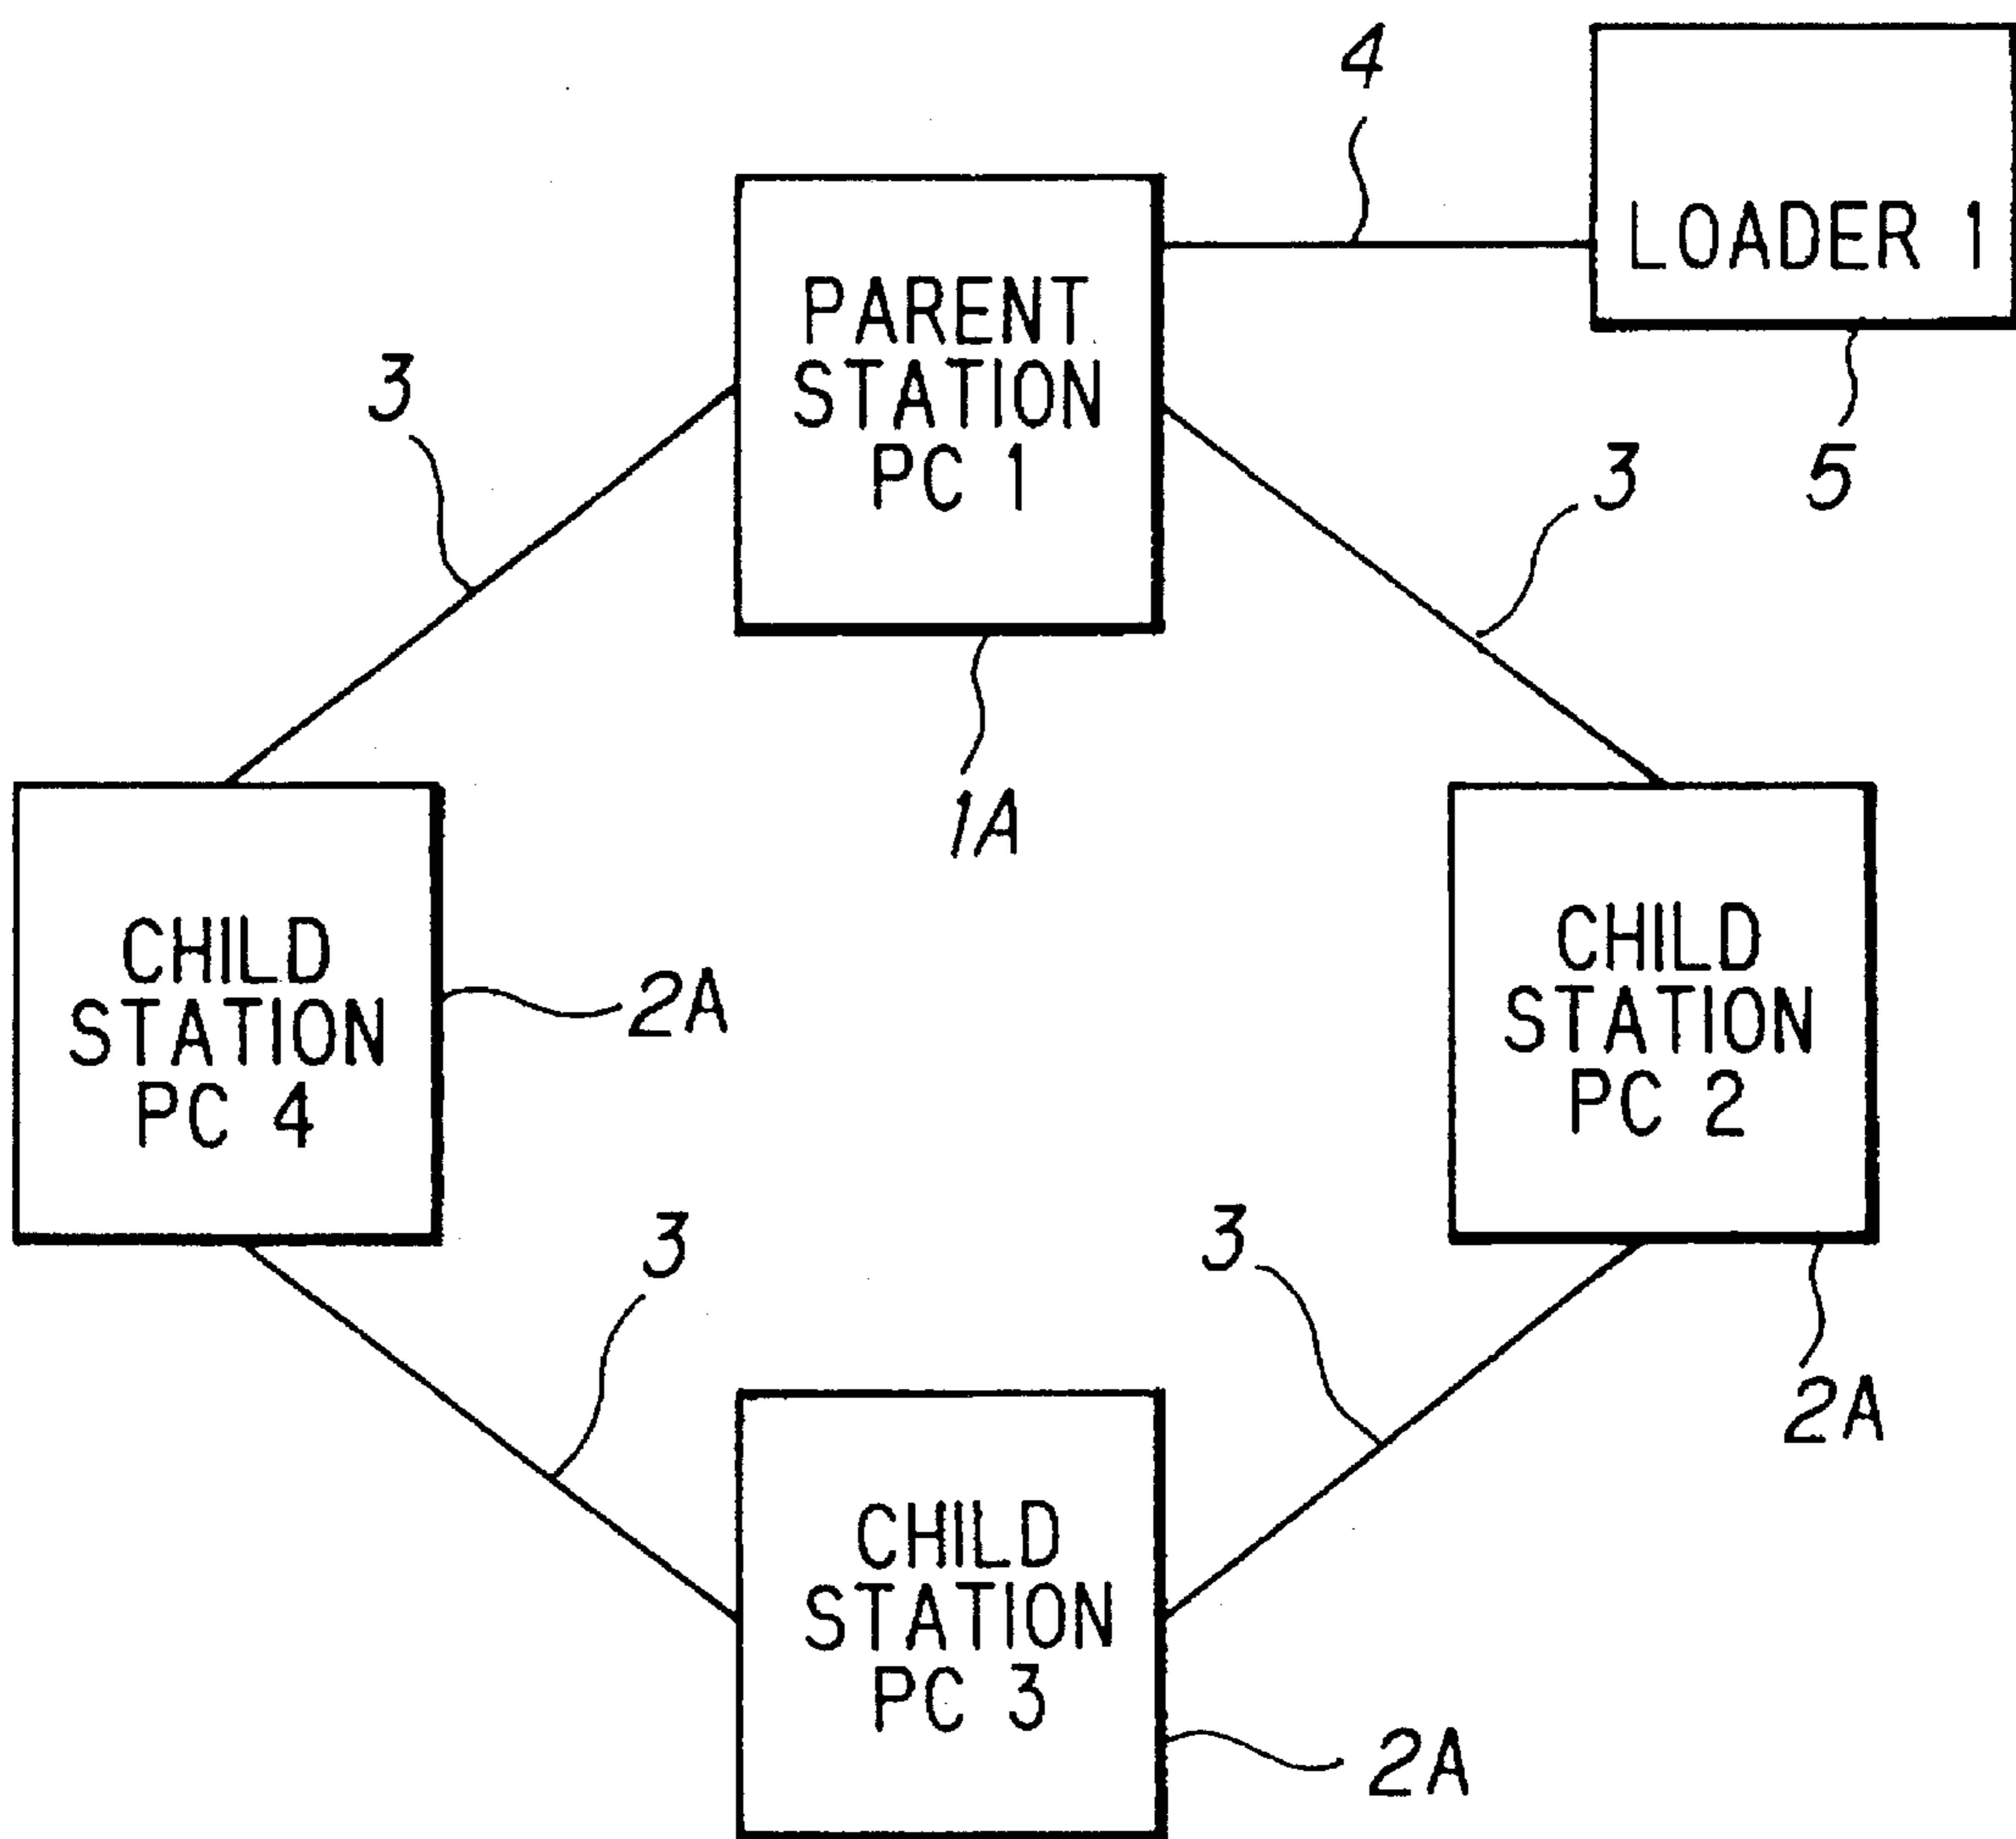 4
LOADER 1
5
PARENT
STATION
PC 1
1A
3
3
CHILD
STATION
PC 4
2A
CHILD
STATION
PC 2
2A
3
3
CHILD
STATION
PC 3
2A